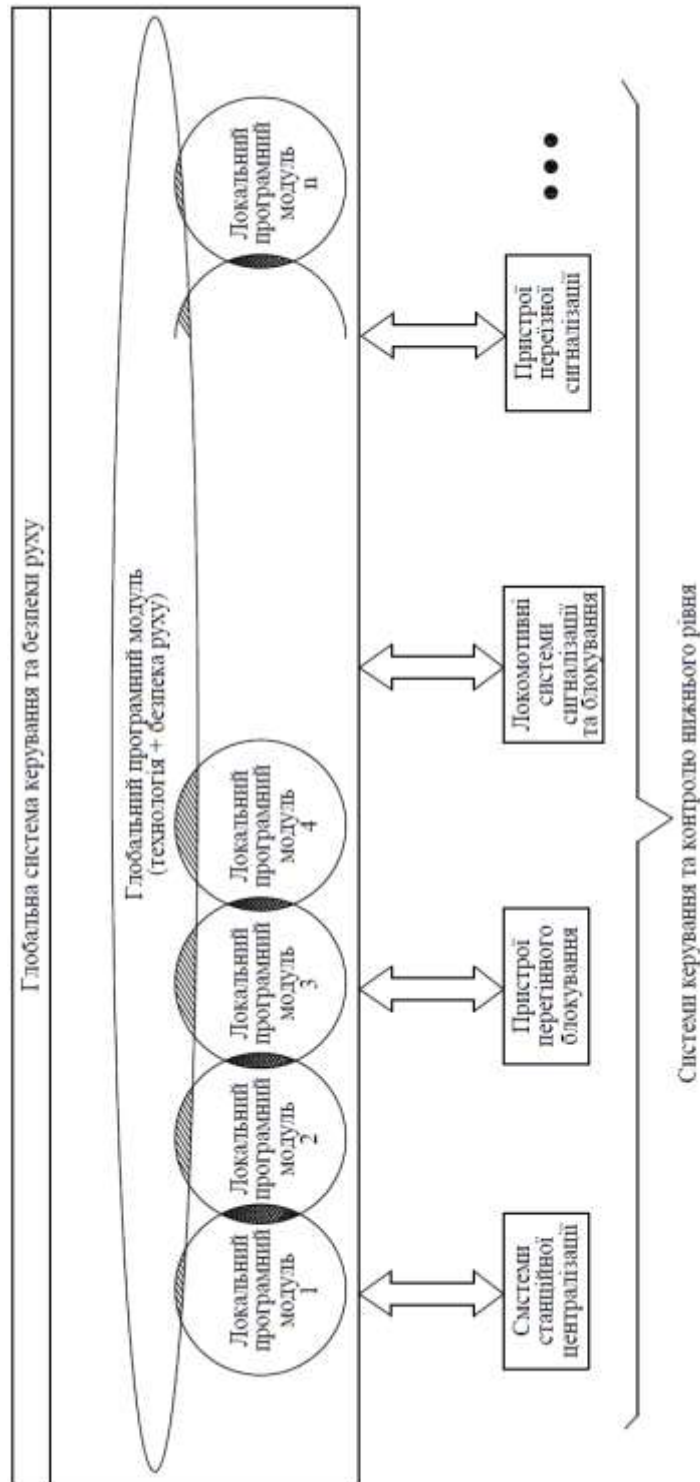 Глобальна система керування та безпеки руху
Глобальний програмний модуль
(технологія + безпека руху)
Локальний
програмний
модуль
1
Локальний
програмний
модуль
2
Локальний
програмний
модуль
3
Локальний
програмний
модуль
4
Локальний
програмний
модуль
n
Смстеми
станційної
централізації
Пристрої
перегінного
блокування
Локомотивні
системи
сигналізації
та блокування
Пристрої
переїзної
сигналізації
Системи керування та контролю нижнього рівня